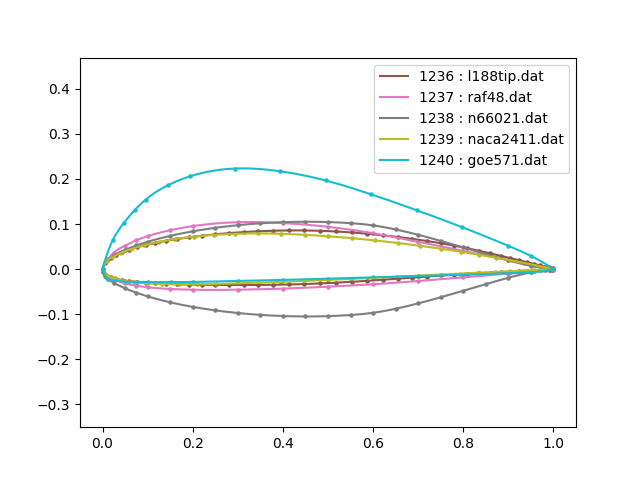 0.4
0.3
0.2
0.1
0.0
−0.1
−0.2
−0.3
0.0 0.2 0.4 0.6 0.8 1.0
1236 : l188tip.dat
1237 : raf48.dat
1238 : n66021.dat
1239 : naca2411.dat
1240 : goe571.dat